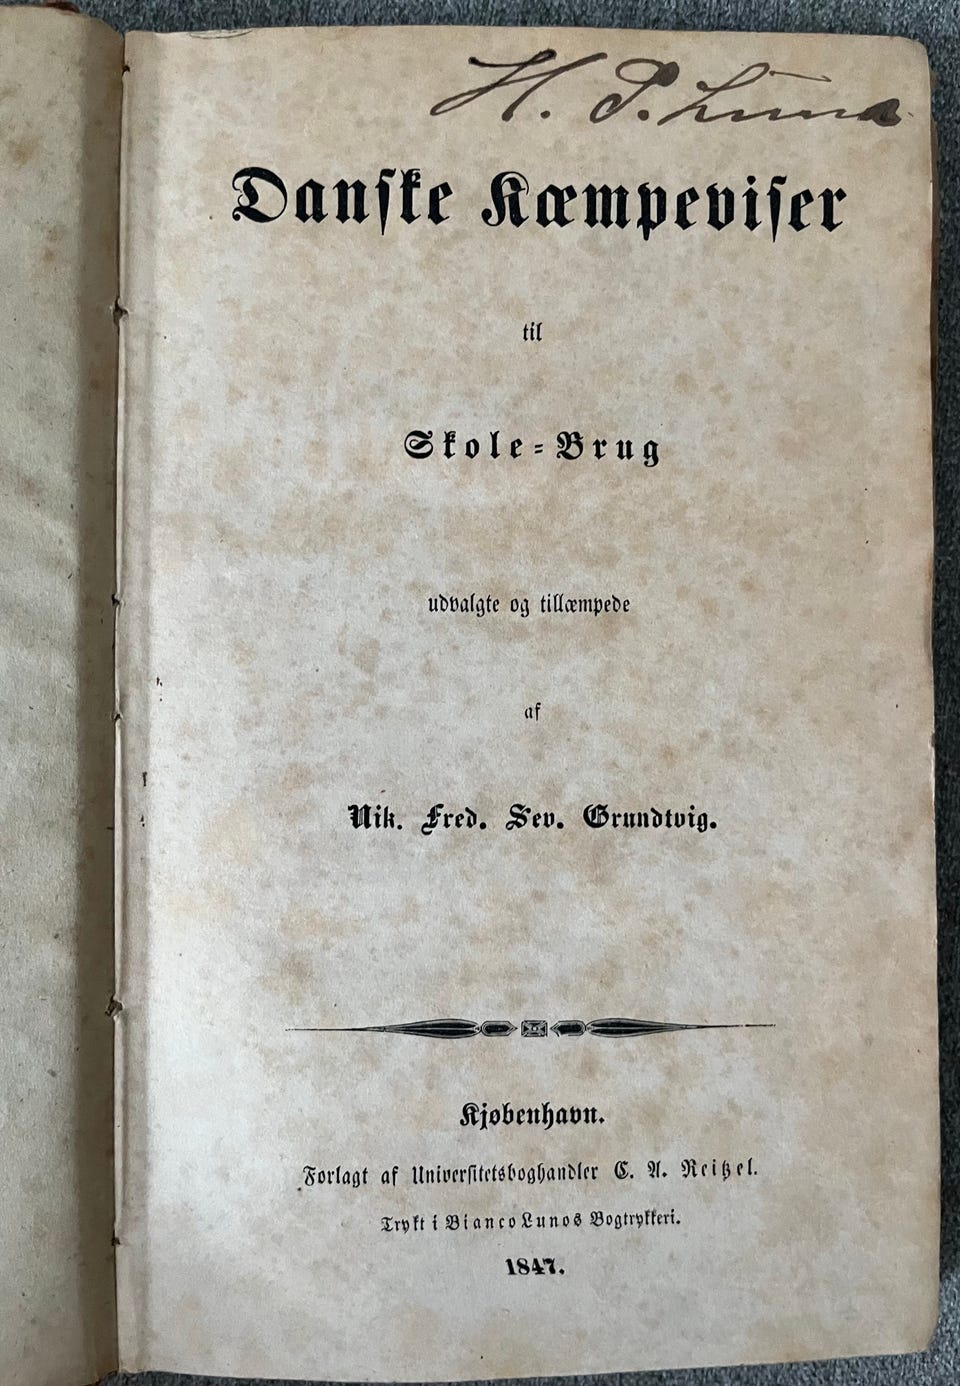 H. P. Lund
Danske Kæmpeviser
til
Skole-Brug
udvalgte og tillæmpede
af
Nik. Fred. Sev. Grundtvig.
Kjøbenhavn.
Forlagt af Universitetsboghandler C. A. Reitzel.
Trykt i Bianco Lunos Bogtrykkeri.
1847.